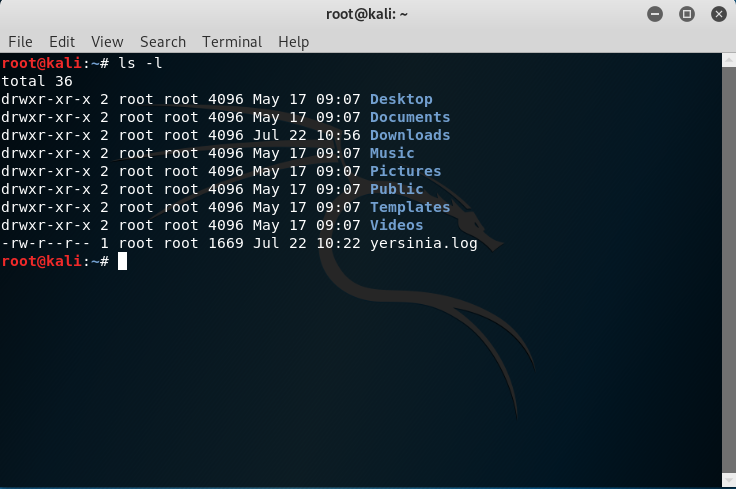 root@kali: ~
File Edit View Search Terminal Help
root@kali:~# ls -l
total 36
drwxr-xr-x 2 root root 4096 May 17 09:07 Desktop
drwxr-xr-x 2 root root 4096 May 17 09:07 Documents
drwxr-xr-x 2 root root 4096 Jul 22 10:56 Downloads
drwxr-xr-x 2 root root 4096 May 17 09:07 Music
drwxr-xr-x 2 root root 4096 May 17 09:07 Pictures
drwxr-xr-x 2 root root 4096 May 17 09:07 Public
drwxr-xr-x 2 root root 4096 May 17 09:07 Templates
drwxr-xr-x 2 root root 4096 May 17 09:07 Videos
-rw-r--r-- 1 root root 1669 Jul 22 10:22 yersinia.log
root@kali:~#